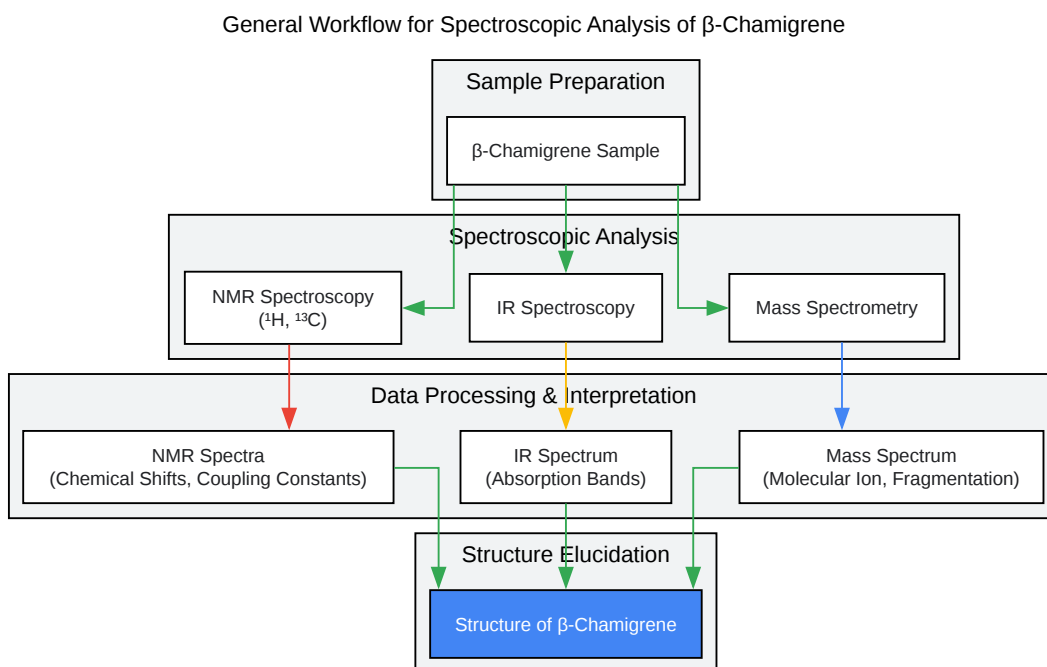 General Workflow for Spectroscopic Analysis of β-Chamigrene
Sample Preparation
β-Chamigrene Sample
Spectroscopic Analysis
NMR Spectroscopy
(¹H, ¹³C)
IR Spectroscopy
Mass Spectrometry
Data Processing & Interpretation
NMR Spectra
(Chemical Shifts, Coupling Constants)
IR Spectrum
(Absorption Bands)
Mass Spectrum
(Molecular Ion, Fragmentation)
Structure Elucidation
Structure of β-Chamigrene